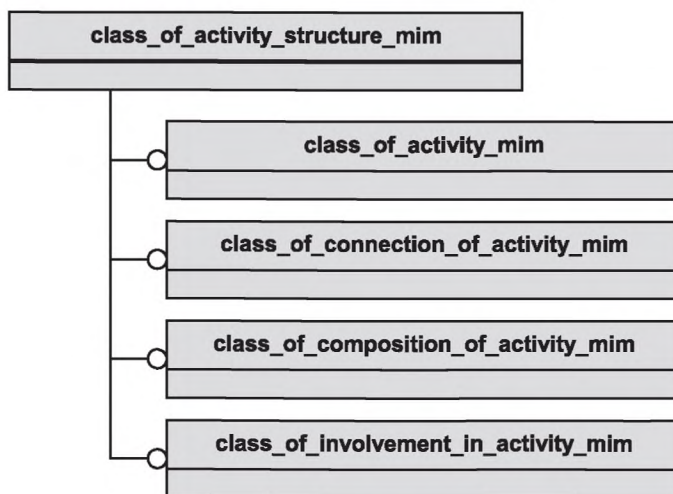 class_of_activity_structure_mim
class_of_activity_mim
class_of_connection_of_activity_mim
class_of_composition_of_activity_mim
class_of_involvement_in_activity_mim